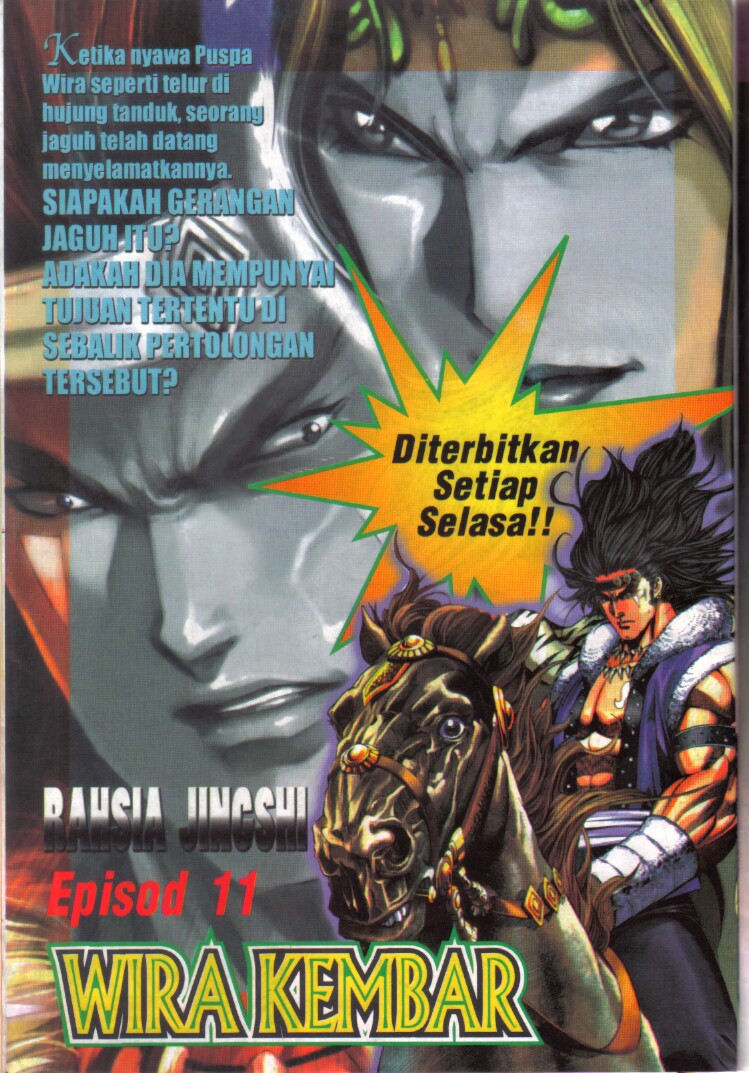 Ketika nyawa Puspa
Wira seperti telur di
hujung tanduk, seorang
jaguh telah datang
menyelamatkannya.
SIAPAKAH GERANGAN
JAGUH ITU?
ADAKAH DIA MEMPUNYAI
TUJUAN TERTENTU DI
SEBALIK PERTOLONGAN
TERSEBUT?
Diterbitkan
Setiap
Selasa!!
RAHSIA JINGSHI
Episod 11
WIRA KEMBAR